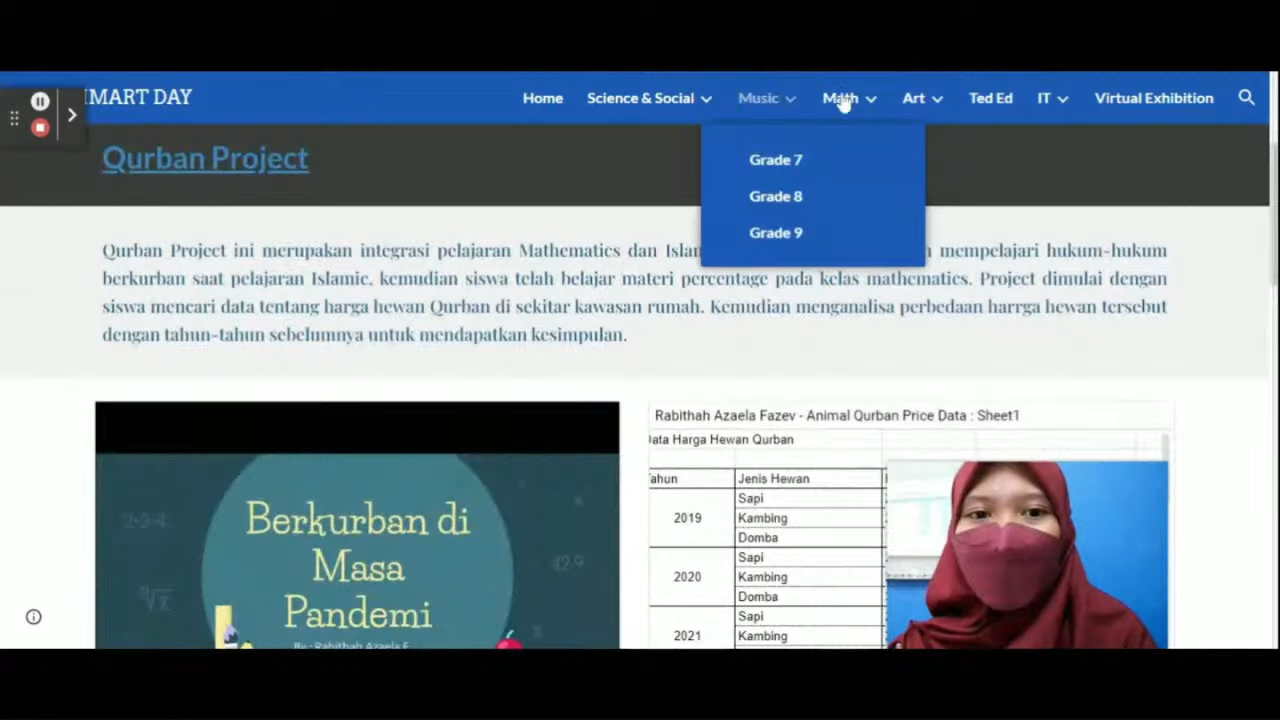 MART DAY
Home
Science & Social
Music
Math
Art
Ted Ed
IT
Virtual Exhibition
Qurban Project
Grade 7
Grade 8
Grade 9
Qurban Project ini merupakan integrasi pelajaran Mathematics dan mempelajari hukum-hukum
berkurban saat pelajaran Islamic, kemudian siswa telah belajar materi percentage pada kelas mathematics. Project dimulai dengan
siswa mencari data tentang harga hewan Qurban di sekitar kawasan rumah. Kemudian menganalisa perbedaan harrga hewan tersebut
dengan tahun-tahun sebelumnya untuk mendapatkan kesimpulan.
Berkurban di
Masa
Pandemi
By : Rabithah Azaela F
Rabithah Azaela Fazev - Animal Qurban Price Data : Sheet1
ata Harga Hewan Qurban
ahun Jenis Hewan
2019
Sapi
Kambing
Domba
2020
Sapi
Kambing
Domba
2021
Sapi
Kambing